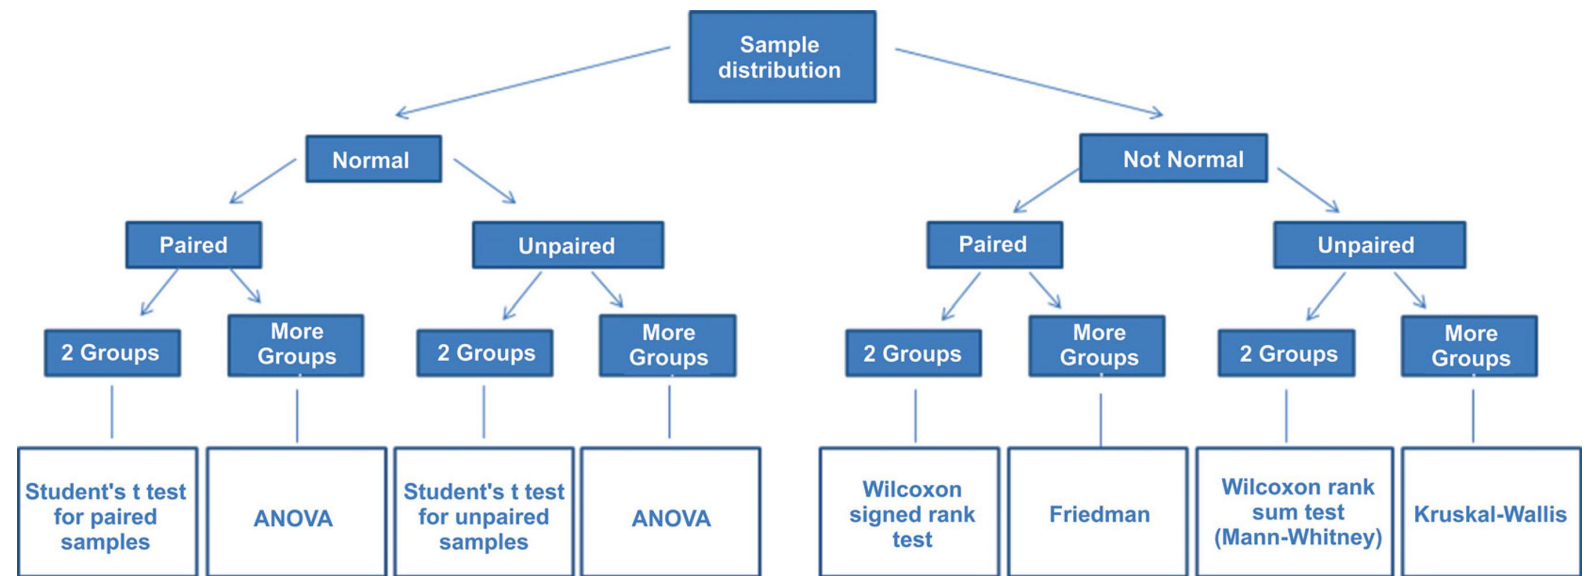 Sample
distribution
Normal
Not Normal
Paired
Unpaired
Paired
Unpaired
2 Groups
More
Groups
2 Groups
More
Groups
2 Groups
More
Groups
2 Groups
More
Groups
Student's t test
for paired
samples
ANOVA
Student's t test
for unpaired
samples
ANOVA
Wilcoxon
signed rank
test
Friedman
Wilcoxon rank
sum test
(Mann-Whitney)
Kruskal-Wallis